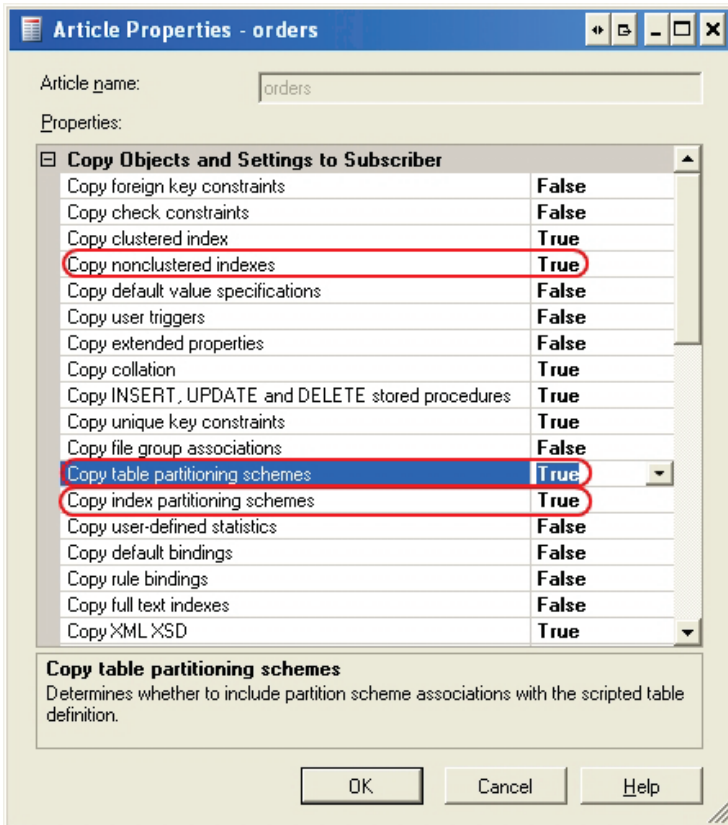 Article Properties - orders
Article name: orders
Properties:
Copy Objects and Settings to Subscriber
Copy foreign key constraints False
Copy check constraints False
Copy clustered index True
Copy nonclustered indexes True
Copy default value specifications False
Copy user triggers False
Copy extended properties False
Copy collation True
Copy INSERT, UPDATE and DELETE stored procedures True
Copy unique key constraints True
Copy file group associations False
Copy table partitioning schemes True
Copy index partitioning schemes True
Copy user-defined statistics False
Copy default bindings False
Copy rule bindings False
Copy full text indexes False
Copy XML XSD True
Copy table partitioning schemes
Determines whether to include partition scheme associations with the scripted table
definition.
OK Cancel Help